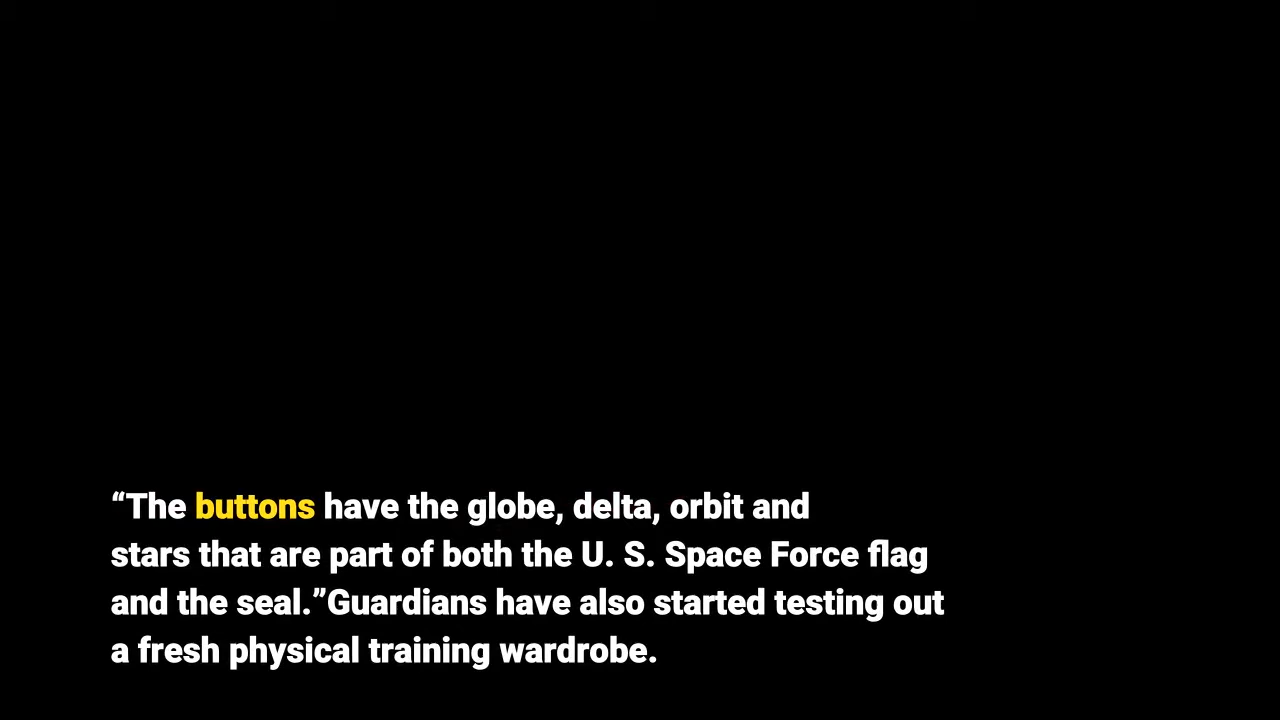 “The buttons have the globe, delta, orbit and
stars that are part of both the U. S. Space Force flag
and the seal.”Guardians have also started testing out
a fresh physical training wardrobe.